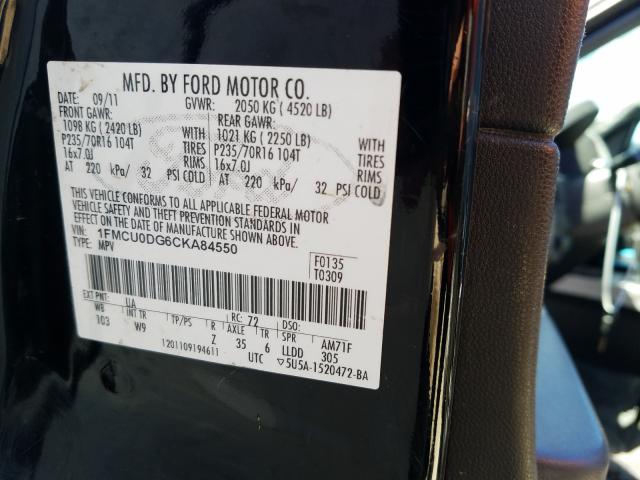 MFD. BY FORD MOTOR CO.
DATE: 09/11 GVWR: 2050 KG ( 4520 LB)
FRONT GAWR: REAR GAWR:
1098 KG ( 2420 LB) 1021 KG ( 2250 LB)
P235/70R16 104T TIRES P235/70R16 104T TIRES
16x7.0J RIMS 16x7.0J RIMS
AT 220 kPa/ 32 PSI COLD AT 220 kPa/ 32 PSI COLD
THIS VEHICLE CONFORMS TO ALL APPLICABLE FEDERAL MOTOR
VEHICLE SAFETY AND THEFT PREVENTION STANDARDS IN
EFFECT ON THE DATE OF MANUFACTURE SHOWN ABOVE.
VIN: 1FMCU0DG6CKA84550
TYPE: MPV
F0135
T0309
EXT PNT: UA RC: 72 DSO:
WB INT TR TP/PS R AXLE TR SPR AM71F
103 W9 Z 35 6 LLDD 305
1201109194611 UTC ▽5U5A-1520472-BA